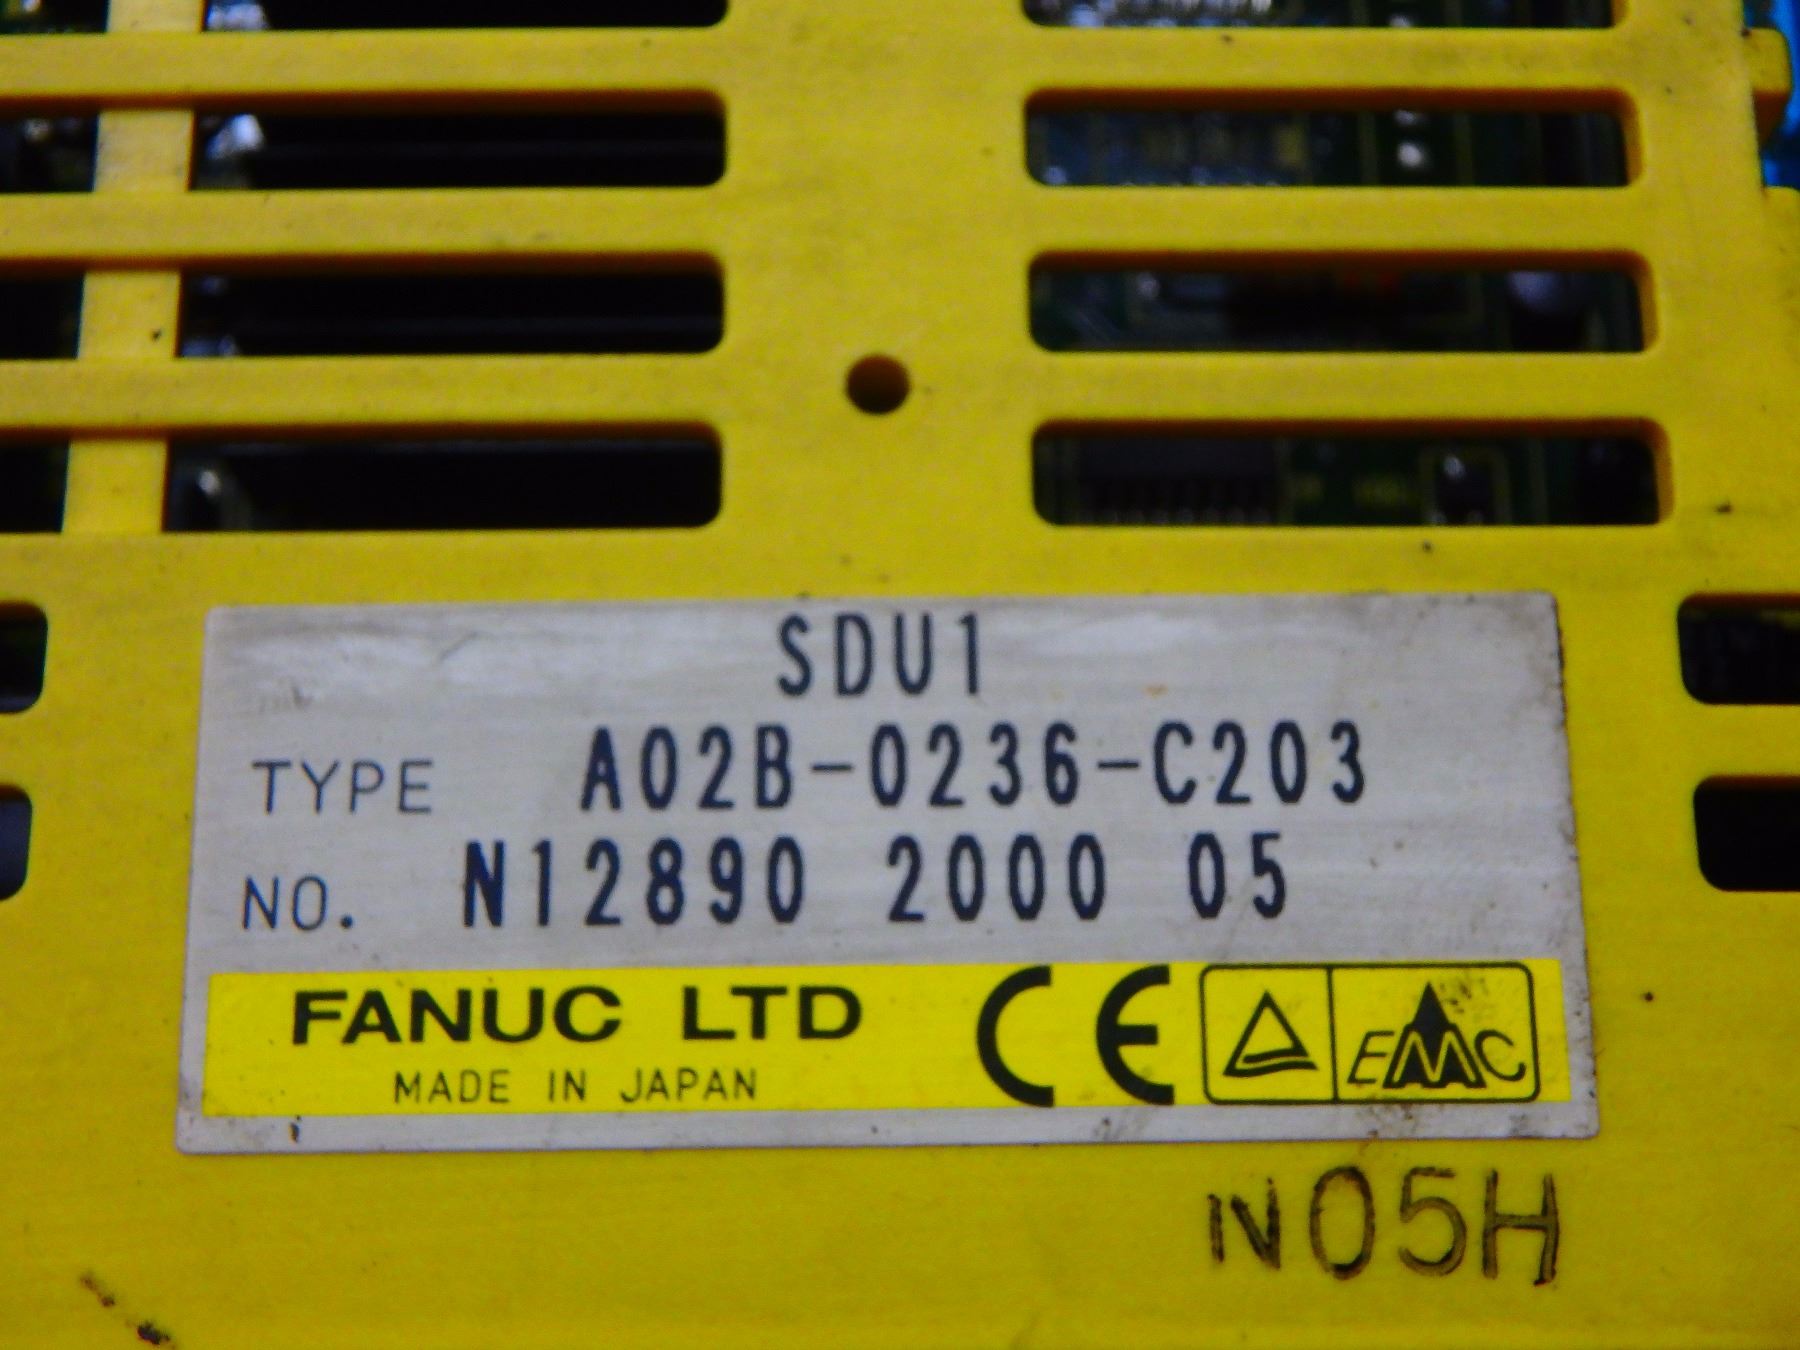 SDU1
TYPE A02B-0236-C203
NO. N12890 2000 05
FANUC LTD CE EMC
MADE IN JAPAN
N05H